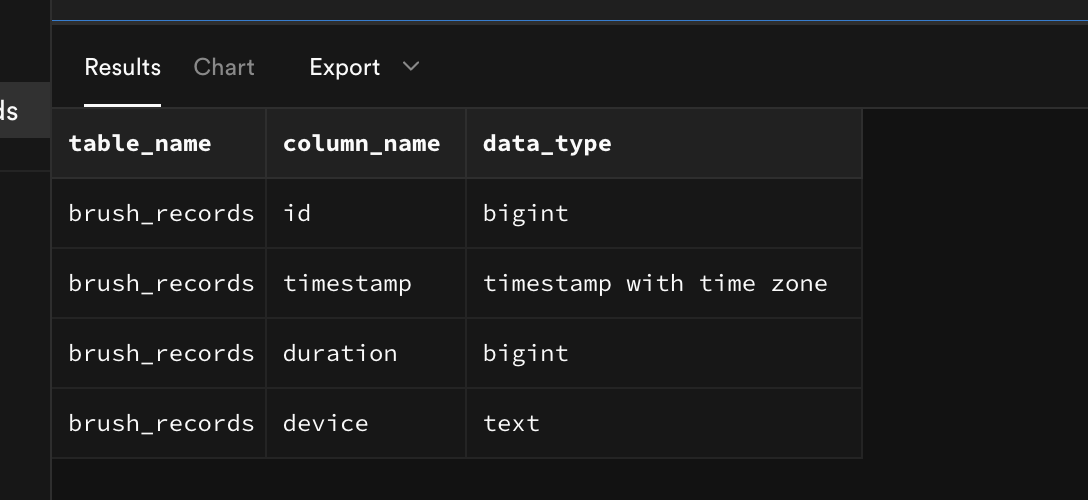 Results Chart Export
ds
table_name column_name data_type
brush_records id bigint
brush_records timestamp timestamp with time zone
brush_records duration bigint
brush_records device text